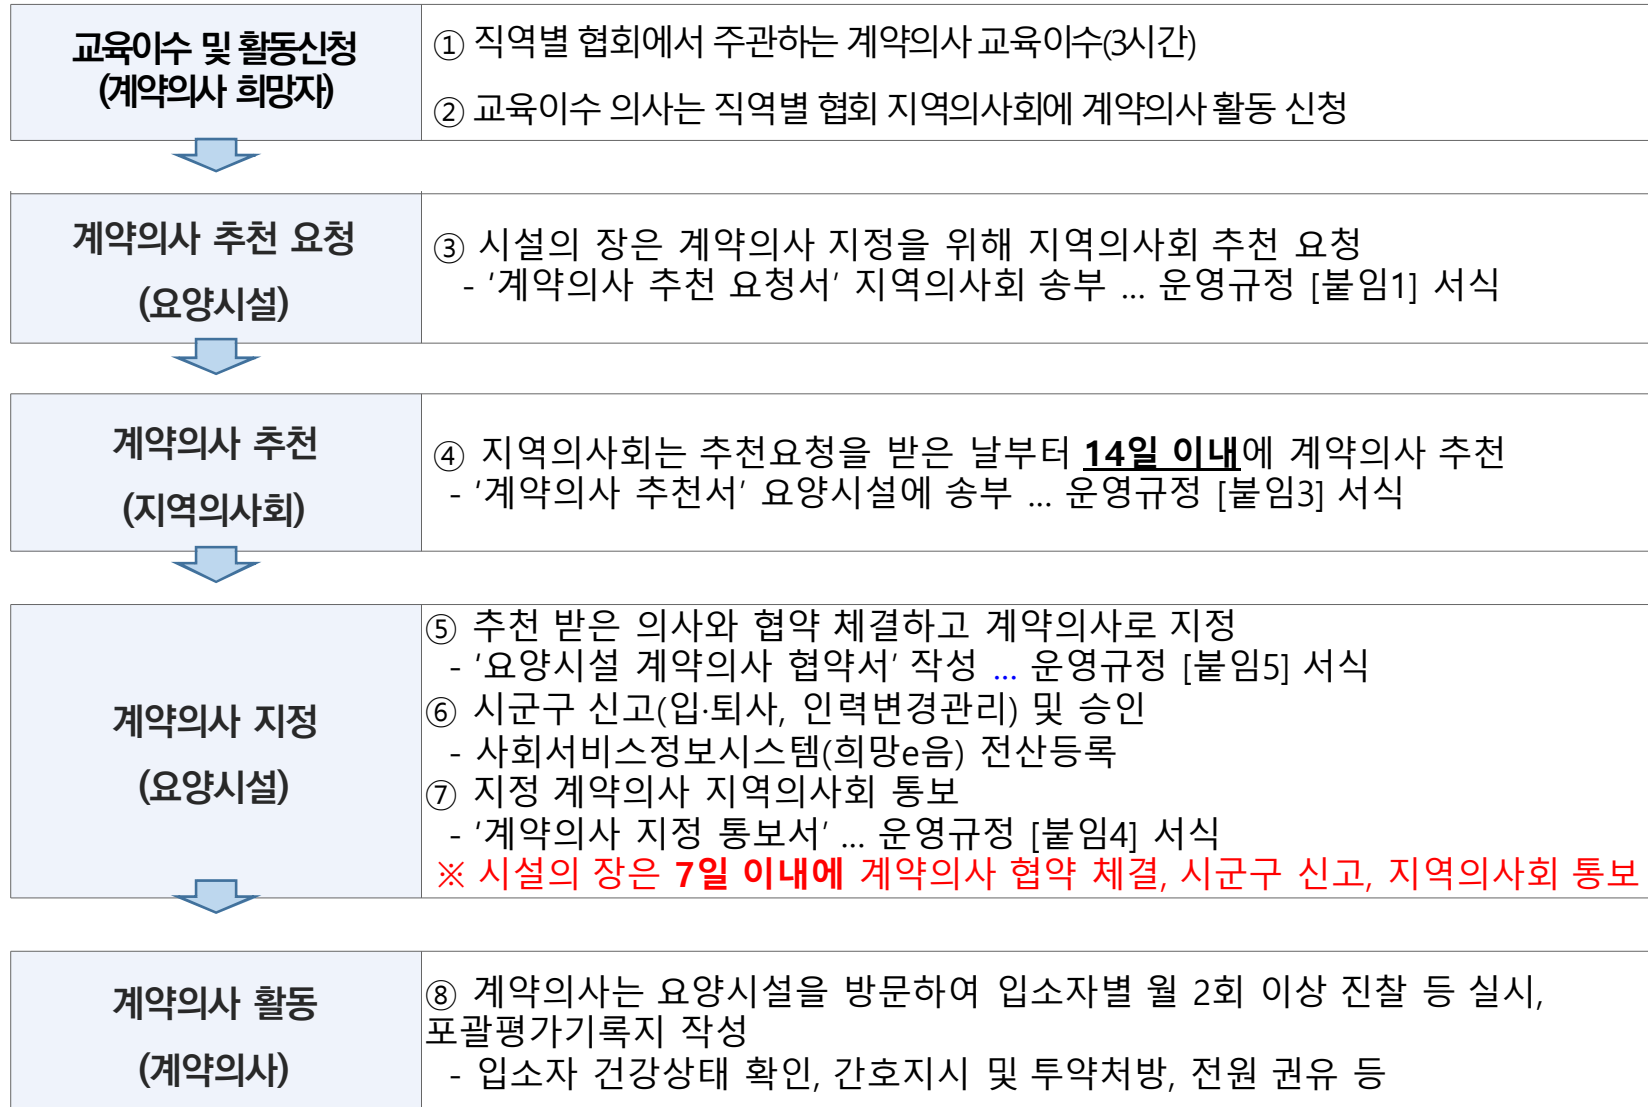 교육이수 및 활동신청
(계약의사 희망자)
① 직역별 협회에서 주관하는 계약의사 교육이수(3시간)
② 교육이수 의사는 직역별 협회 지역의사회에 계약의사 활동 신청
계약의사 추천 요청
(요양시설)
③ 시설의 장은 계약의사 지정을 위해 지역의사회 추천 요청
- ‘계약의사 추천 요청서’ 지역의사회 송부 ... 운영규정 [붙임1] 서식
계약의사 추천
(지역의사회)
④ 지역의사회는 추천요청을 받은 날부터 14일 이내에 계약의사 추천
- ‘계약의사 추천서’ 요양시설에 송부 ... 운영규정 [붙임3] 서식
계약의사 지정
(요양시설)
⑤ 추천 받은 의사와 협약 체결하고 계약의사로 지정
- ‘요양시설 계약의사 협약서’ 작성 ... 운영규정 [붙임5] 서식
⑥ 시군구 신고(입·퇴사, 인력변경관리) 및 승인
- 사회서비스정보시스템(희망e음) 전산등록
⑦ 지정 계약의사 지역의사회 통보
- ‘계약의사 지정 통보서’ ... 운영규정 [붙임4] 서식
※ 시설의 장은 7일 이내에 계약의사 협약 체결, 시군구 신고, 지역의사회 통보
계약의사 활동
(계약의사)
⑧ 계약의사는 요양시설을 방문하여 입소자별 월 2회 이상 진찰 등 실시,
포괄평가기록지 작성
- 입소자 건강상태 확인, 간호지시 및 투약처방, 전원 권유 등